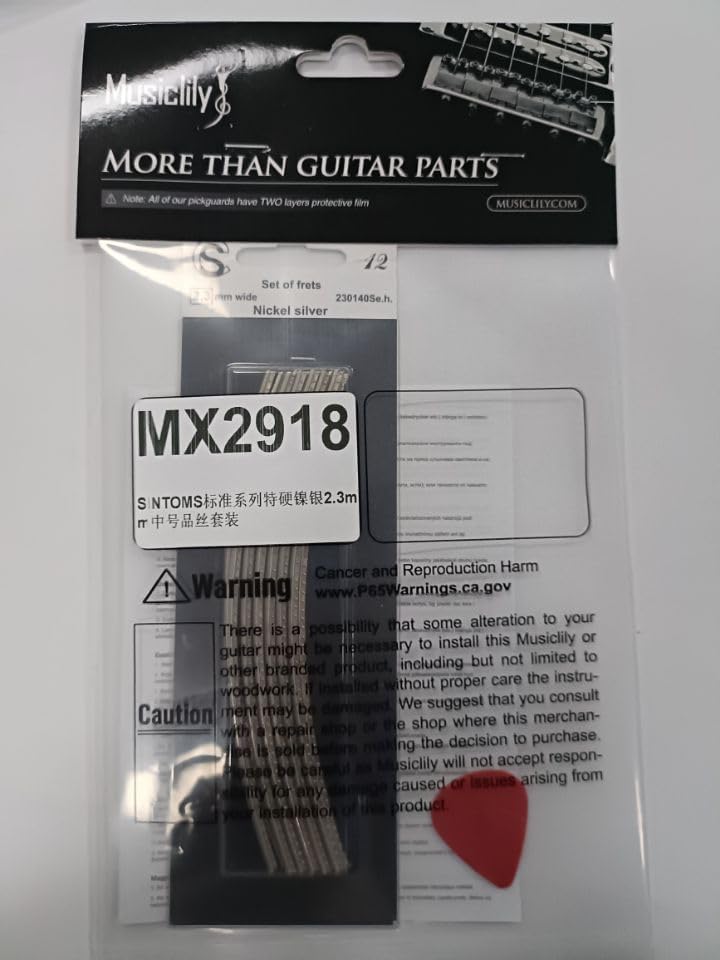 Musiclily
MORE THAN GUITAR PARTS
Note: All of our pickguards have TWO layers protective film
MUSICLILY.COM
12
Set of frets
2.3 mm wide
230140Se.h.
Nickel silver
MX2918
SINTOMS标准系列特硬镍银2.3m
m中号品丝套装
Warning
Cancer and Reproduction Harm
www.P65Warnings.ca.gov
Caution
There is a possibility that some alteration to your
guitar might be necessary to install this Musiclily or
other branded product, including but not limited to
woodwork. If installed without proper care the instru-
ment may be damaged. We suggest that you consult
with a repair shop or the shop where this merchan-
dise is sold before making the decision to purchase.
Please be careful as Musiclily will not accept respon-
sibility for any damage caused or issues arising from
your installation of this product.